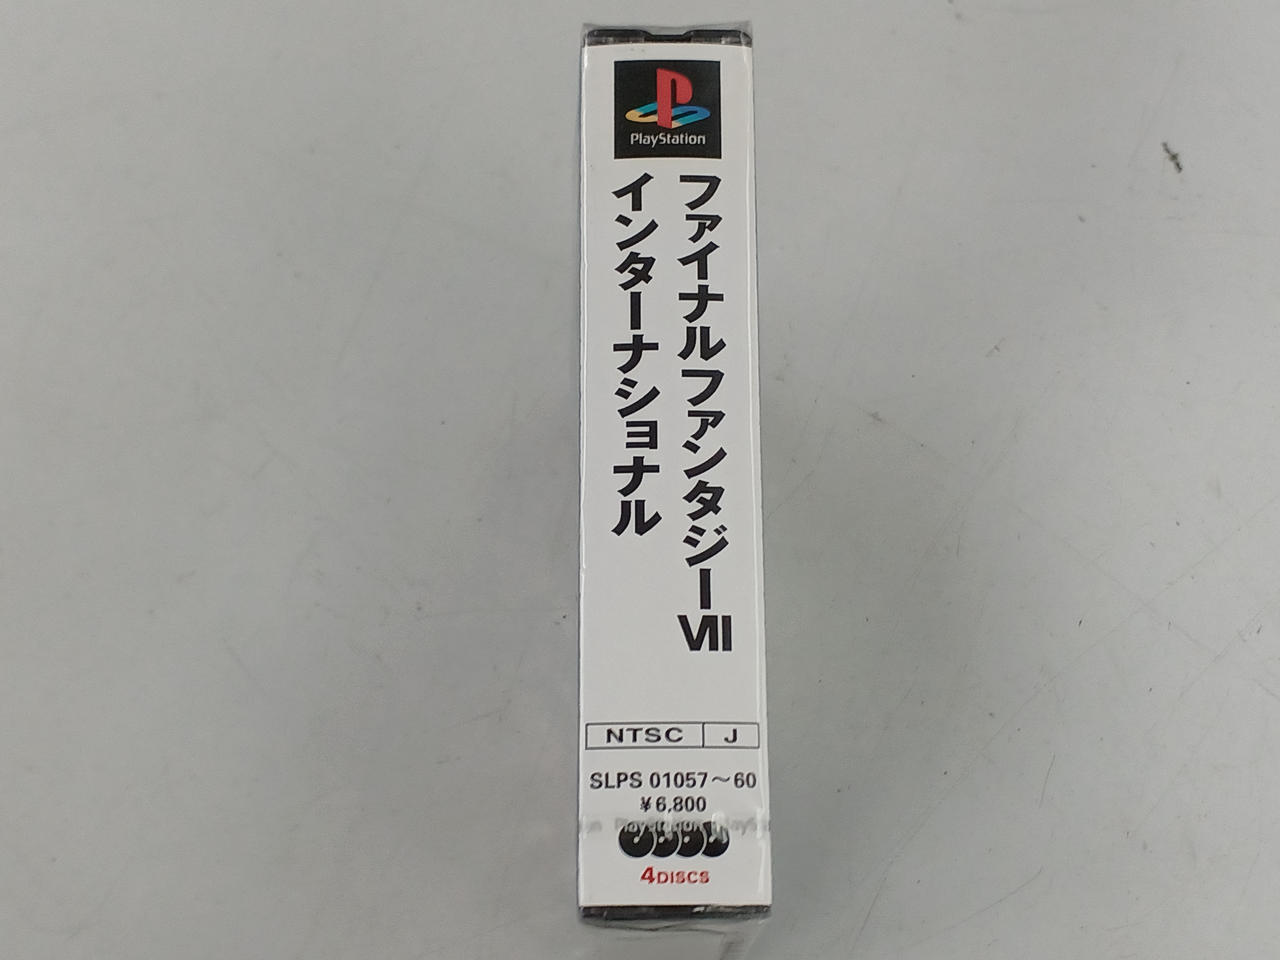 PlayStation
ファイナルファンタジーVII
インターナショナル
NTSC J
SLPS 01057～60
¥6,800
PlayStation
4DISCS